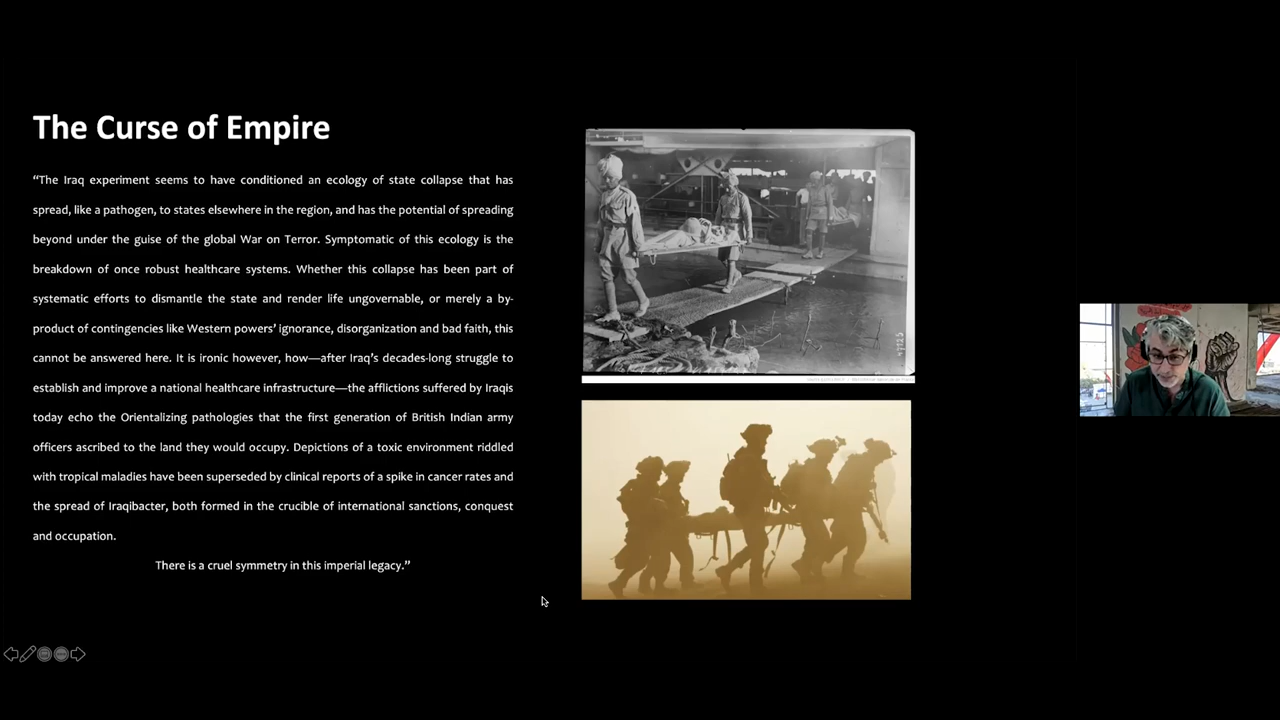 The Curse of Empire
“The Iraq experiment seems to have conditioned an ecology of state collapse that has
spread, like a pathogen, to states elsewhere in the region, and has the potential of spreading
beyond under the guise of the global War on Terror. Symptomatic of this ecology is the
breakdown of once robust healthcare systems. Whether this collapse has been part of
systematic efforts to dismantle the state and render life ungovernable, or merely a by-
product of contingencies like Western powers’ ignorance, disorganization and bad faith, this
cannot be answered here. It is ironic however, how—after Iraq’s decades-long struggle to
establish and improve a national healthcare infrastructure—the afflictions suffered by Iraqis
today echo the Orientalizing pathologies that the first generation of British Indian army
officers ascribed to the land they would occupy. Depictions of a toxic environment riddled
with tropical maladies have been superseded by clinical reports of a spike in cancer rates and
the spread of Iraqibacter, both formed in the crucible of international sanctions, conquest
and occupation.
There is a cruel symmetry in this imperial legacy.”